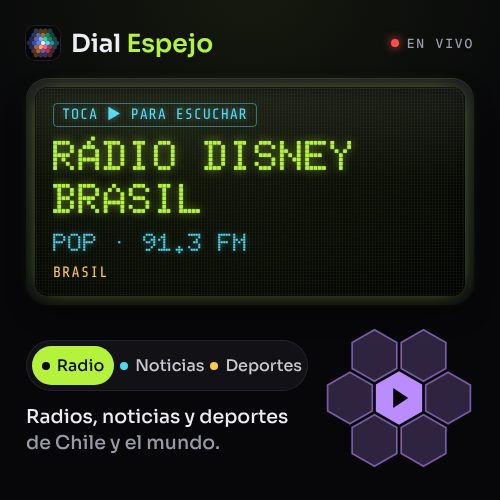 Dial Espejo
EN VIVO
TOCA ▶ PARA ESCUCHAR
RÁDIO DISNEY
BRASIL
POP · 91.3 FM
BRASIL
Radio Noticias Deportes
Radios, noticias y deportes
de Chile y el mundo.